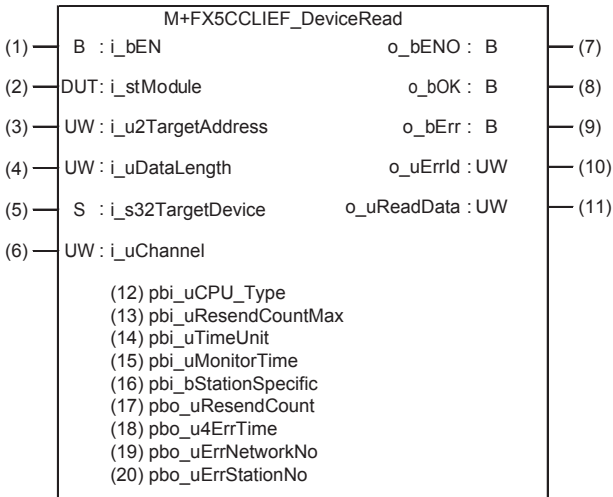 M+FX5CCLIEF_DeviceRead
(1) B : i_bEN o_bENO : B (7)
(2) DUT: i_stModule o_bOK : B (8)
(3) UW : i_u2TargetAddress o_bErr : B (9)
(4) UW : i_uDataLength o_uErrId : UW (10)
(5) S : i_s32TargetDevice o_uReadData : UW (11)
(6) UW : i_uChannel
(12) pbi_uCPU_Type
(13) pbi_uResendCountMax
(14) pbi_uTimeUnit
(15) pbi_uMonitorTime
(16) pbi_bStationSpecific
(17) pbo_uResendCount
(18) pbo_u4ErrTime
(19) pbo_uErrNetworkNo
(20) pbo_uErrStationNo